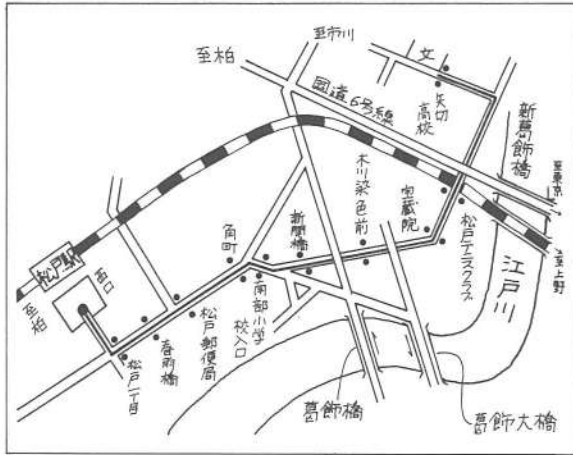 至市川
至柏
国道6号線
文
矢切高校
新葛飾橋
至東京
至上野
江戸川
松戸テニスクラブ
宝蔵院
木川染色前
新聞橋
角町
南部小学校入口
松戸郵便局
春雨橋
松戸一丁目
松戸駅
西口
至柏
葛飾橋
葛飾大橋